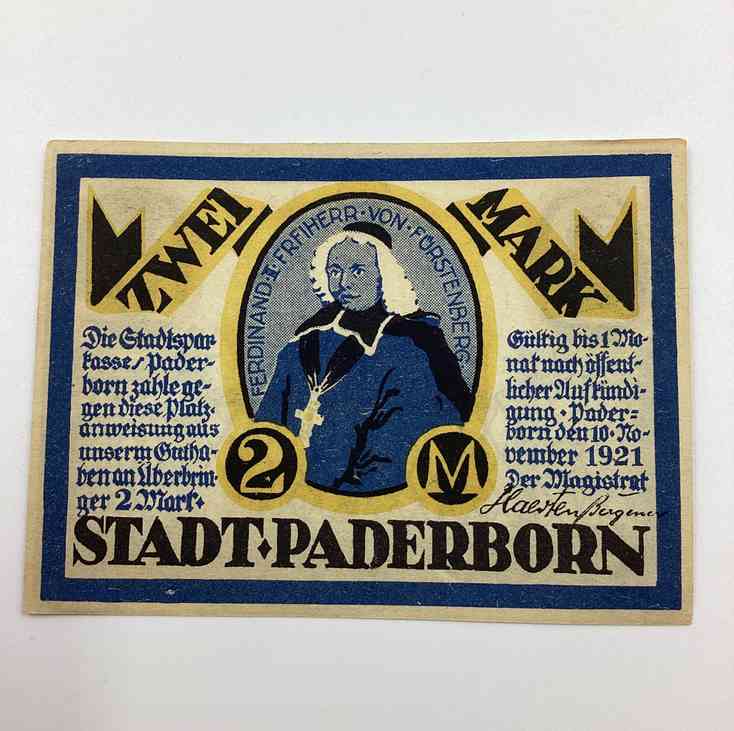 ZWEI MARK
FERDINAND II FREIHERR·VON·FÜRSTENBERG
Die Stadtspar
kasse/Pader-
born zahle ge-
gen diese Platz-
anweisung aus
unserm Gutha-
ben an Überbrin-
ger 2 Mark·
Gültig bis 1 Mo-
nat nach öffent-
licher Aufkündi-
gung·Pader=
born den 10·No-
vember 1921
Der Magistrat
2 M
STADT·PADERBORN